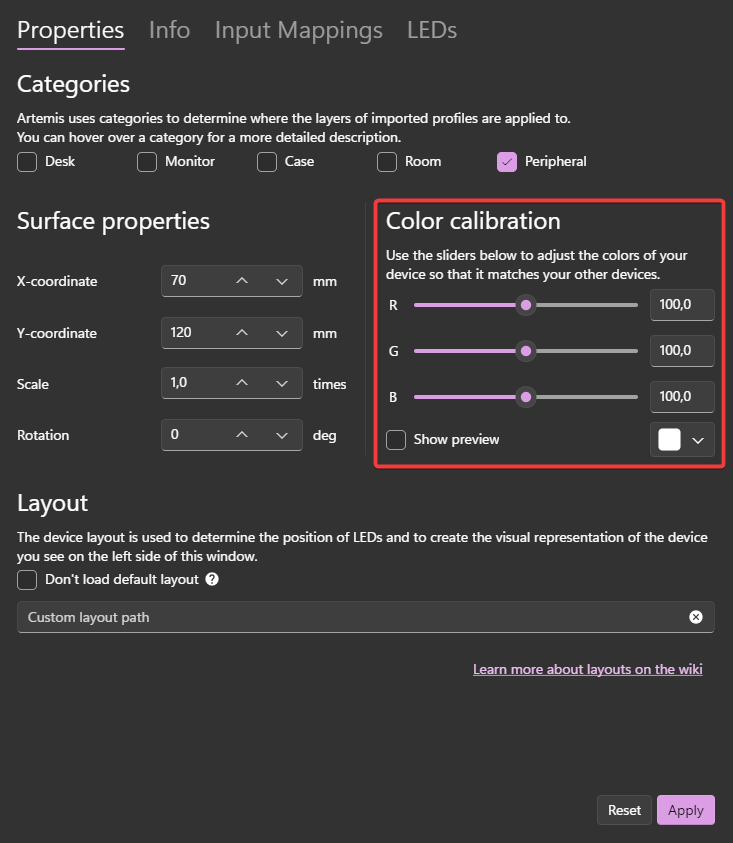 Properties Info Input Mappings LEDs
Categories
Artemis uses categories to determine where the layers of imported profiles are applied to.
You can hover over a category for a more detailed description.
Desk Monitor Case Room Peripheral
Surface properties
X-coordinate 70 mm
Y-coordinate 120 mm
Scale 1,0 times
Rotation 0 deg
Color calibration
Use the sliders below to adjust the colors of your
device so that it matches your other devices.
R 100,0
G 100,0
B 100,0
Show preview
Layout
The device layout is used to determine the position of LEDs and to create the visual representation of the device
you see on the left side of this window.
Don't load default layout ?
Custom layout path
Learn more about layouts on the wiki
Reset Apply